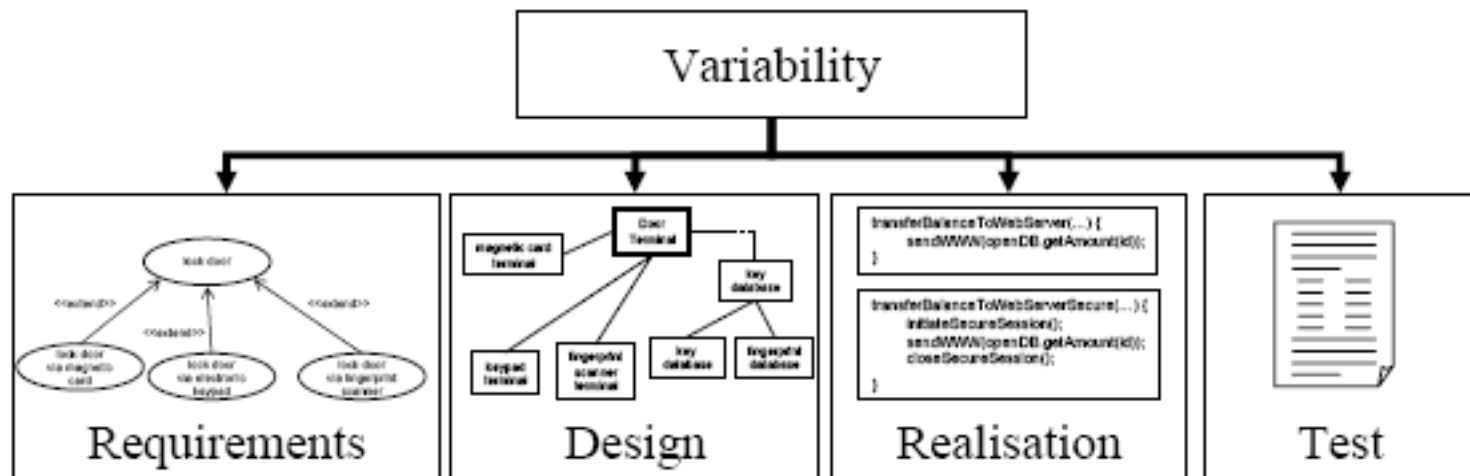 Variability
lock door
<<extend>>
<<extend>>
<<extend>>
lock door
via magnetic
card
lock door
via electronic
keypad
lock door
via fingerprint
scanner
Requirements
Door
Terminal
magnetic card
terminal
key
database
keypad
terminal
fingerprint
scanner
terminal
key
database
fingerprint
database
Design
transferBalenceToWebServer(...) {
sendWWW(openDB.getAmount(id));
}
transferBalenceToWebServerSecure(...) {
initiateSecureSession();
sendWWW(openDB.getAmount(id));
closeSecureSession();
}
Realisation
Test